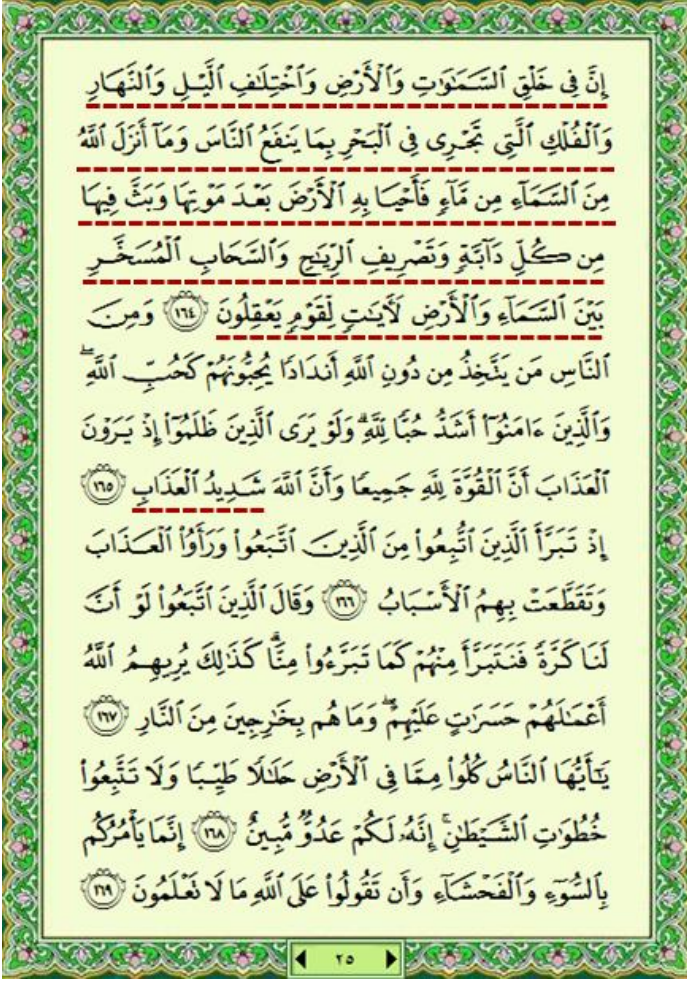 إِنَّ فِى خَلْقِ ٱلسَّمَـٰوَٰتِ وَٱلْأَرْضِ وَٱخْتِلَـٰفِ ٱلَّيْلِ وَٱلنَّهَارِ
وَٱلْفُلْكِ ٱلَّتِى تَجْرِى فِى ٱلْبَحْرِ بِمَا يَنفَعُ ٱلنَّاسَ وَمَآ أَنزَلَ ٱللَّهُ
مِنَ ٱلسَّمَآءِ مِن مَّآءٍ فَأَحْيَا بِهِ ٱلْأَرْضَ بَعْدَ مَوْتِهَا وَبَثَّ فِيهَا
مِن كُلِّ دَآبَّةٍ وَتَصْرِيفِ ٱلرِّيَـٰحِ وَٱلسَّحَابِ ٱلْمُسَخَّرِ
بَيْنَ ٱلسَّمَآءِ وَٱلْأَرْضِ لَـَٔايَـٰتٍ لِّقَوْمٍ يَعْقِلُونَ ١٦٤ وَمِنَ
ٱلنَّاسِ مَن يَتَّخِذُ مِن دُونِ ٱللَّهِ أَندَادًا يُحِبُّونَهُمْ كَحُبِّ ٱللَّهِ ۖ
وَٱلَّذِينَ ءَامَنُوٓا۟ أَشَدُّ حُبًّا لِّلَّهِ ۗ وَلَوْ يَرَى ٱلَّذِينَ ظَلَمُوٓا۟ إِذْ يَرَوْنَ
ٱلْعَذَابَ أَنَّ ٱلْقُوَّةَ لِلَّهِ جَمِيعًا وَأَنَّ ٱللَّهَ شَدِيدُ ٱلْعَذَابِ ١٦٥
إِذْ تَبَرَّأَ ٱلَّذِينَ ٱتُّبِعُوا۟ مِنَ ٱلَّذِينَ ٱتَّبَعُوا۟ وَرَأَوُا۟ ٱلْعَذَابَ
وَتَقَطَّعَتْ بِهِمُ ٱلْأَسْبَابُ ١٦٦ وَقَالَ ٱلَّذِينَ ٱتَّبَعُوا۟ لَوْ أَنَّ
لَنَا كَرَّةً فَنَتَبَرَّأَ مِنْهُمْ كَمَا تَبَرَّءُوا۟ مِنَّا ۗ كَذَٰلِكَ يُرِيهِمُ ٱللَّهُ
أَعْمَـٰلَهُمْ حَسَرَٰتٍ عَلَيْهِمْ ۖ وَمَا هُم بِخَـٰرِجِينَ مِنَ ٱلنَّارِ ١٦٧
يَـٰٓأَيُّهَا ٱلنَّاسُ كُلُوا۟ مِمَّا فِى ٱلْأَرْضِ حَلَـٰلًا طَيِّبًا وَلَا تَتَّبِعُوا۟
خُطُوَٰتِ ٱلشَّيْطَـٰنِ ۚ إِنَّهُۥ لَكُمْ عَدُوٌّ مُّبِينٌ ١٦٨ إِنَّمَا يَأْمُرُكُم
بِٱلسُّوٓءِ وَٱلْفَحْشَآءِ وَأَن تَقُولُوا۟ عَلَى ٱللَّهِ مَا لَا تَعْلَمُونَ ١٦٩
٢٥